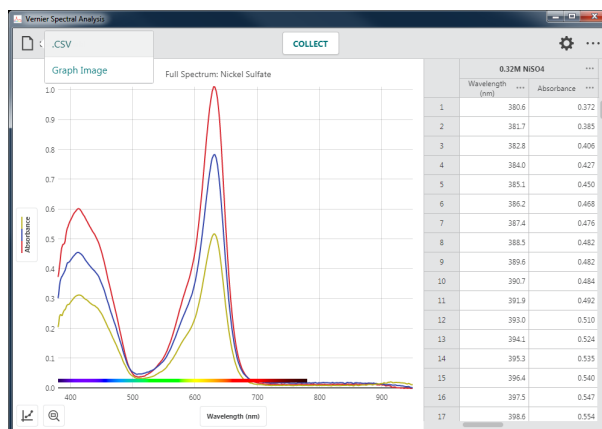 Vernier Spectral Analysis
.CSV
Graph Image
COLLECT
Full Spectrum: Nickel Sulfate
0.32M NiSO4
Wavelength (nm) Absorbance
1 380.6 0.372
2 381.7 0.385
3 382.8 0.406
4 384.0 0.427
5 385.1 0.450
6 386.2 0.468
7 387.4 0.476
8 388.5 0.482
9 389.6 0.482
10 390.7 0.484
11 391.9 0.492
12 393.0 0.510
13 394.1 0.524
14 395.3 0.535
15 396.4 0.540
16 397.5 0.547
17 398.6 0.554
1.0
0.9
0.8
0.7
0.6
0.5
0.4
0.3
0.2
0.1
0.0
Absorbance
400 500 600 700 800 900
Wavelength (nm)